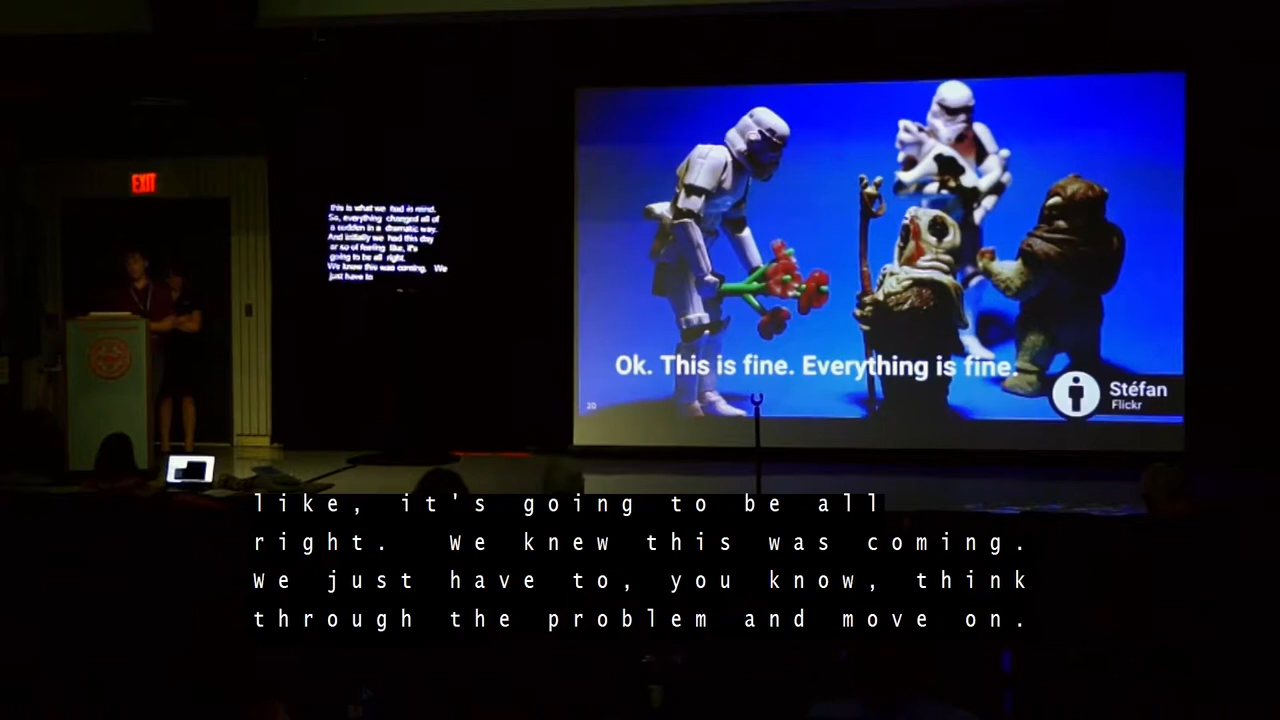 EXIT
this is what we had in mind.
So, everything changed all of
a sudden in a dramatic way.
And initially we had this day
or so of feeling like, it's
going to be all right.
We knew this was coming. We
just have to
Ok. This is fine. Everything is fine.
20
Stéfan
Flickr
like, it's going to be all
right. We knew this was coming.
We just have to, you know, think
through the problem and move on.